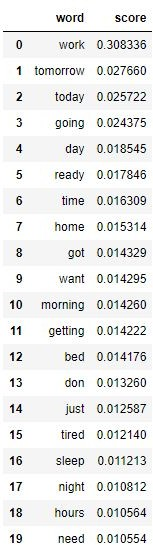 word score
0 work 0.308336
1 tomorrow 0.027660
2 today 0.025722
3 going 0.024375
4 day 0.018545
5 ready 0.017846
6 time 0.016309
7 home 0.015314
8 got 0.014329
9 want 0.014295
10 morning 0.014260
11 getting 0.014222
12 bed 0.014176
13 don 0.013260
14 just 0.012587
15 tired 0.012140
16 sleep 0.011213
17 night 0.010812
18 hours 0.010564
19 need 0.010554